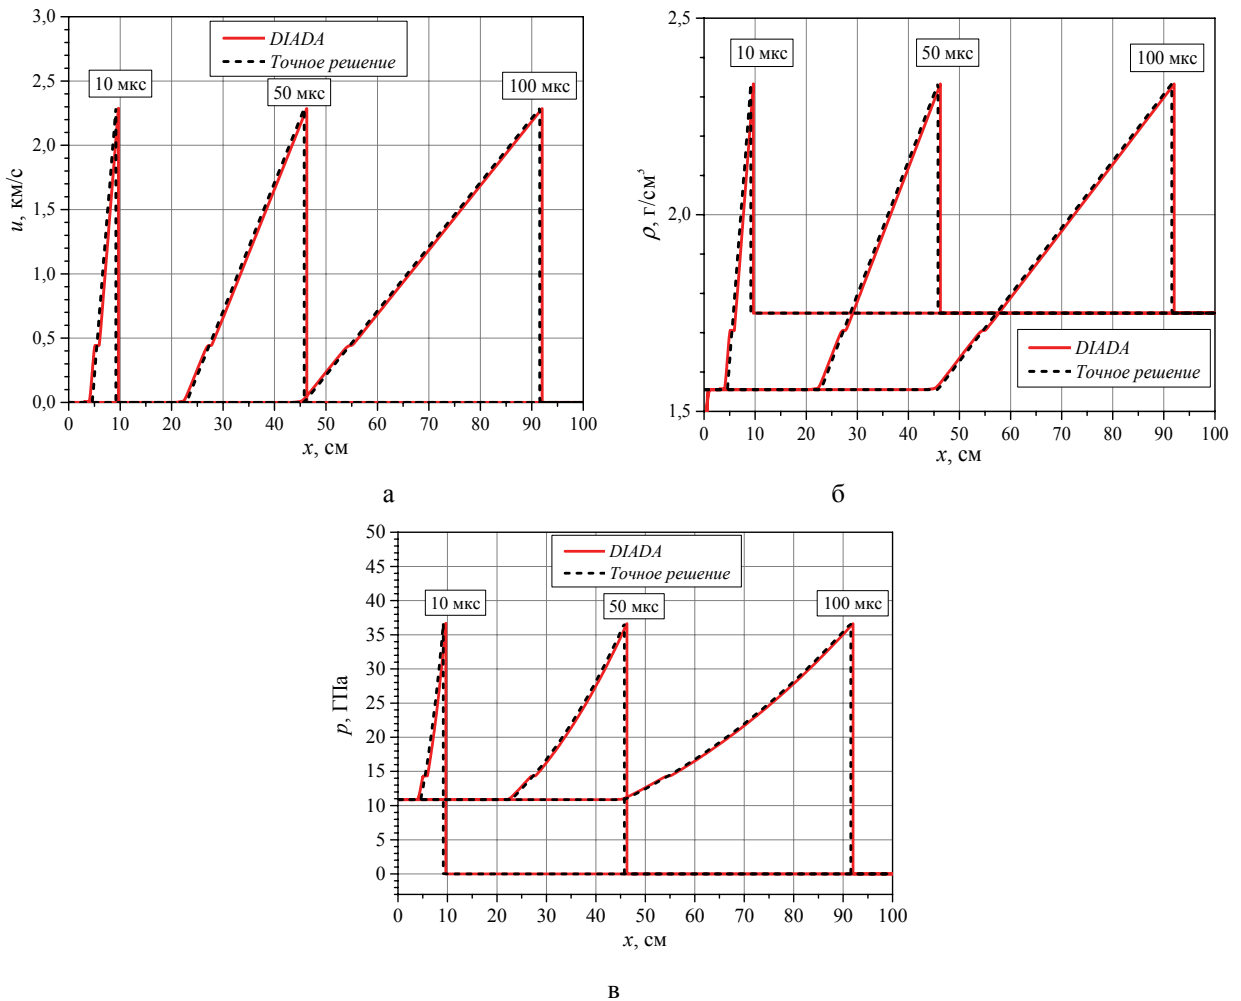 3,0
2,5
2,0
1,5
1,0
0,5
0,0
u, км/с
DIADA
Точное решение
10 мкс
50 мкс
100 мкс
0 10 20 30 40 50 60 70 80 90 100
x, см
а
2,5
2,0
1,5
ρ, г/см³
10 мкс
50 мкс
100 мкс
DIADA
Точное решение
0 10 20 30 40 50 60 70 80 90 100
x, см
б
50
45
40
35
30
25
20
15
10
5
0
p, ГПа
DIADA
Точное решение
10 мкс
50 мкс
100 мкс
0 10 20 30 40 50 60 70 80 90 100
x, см
в